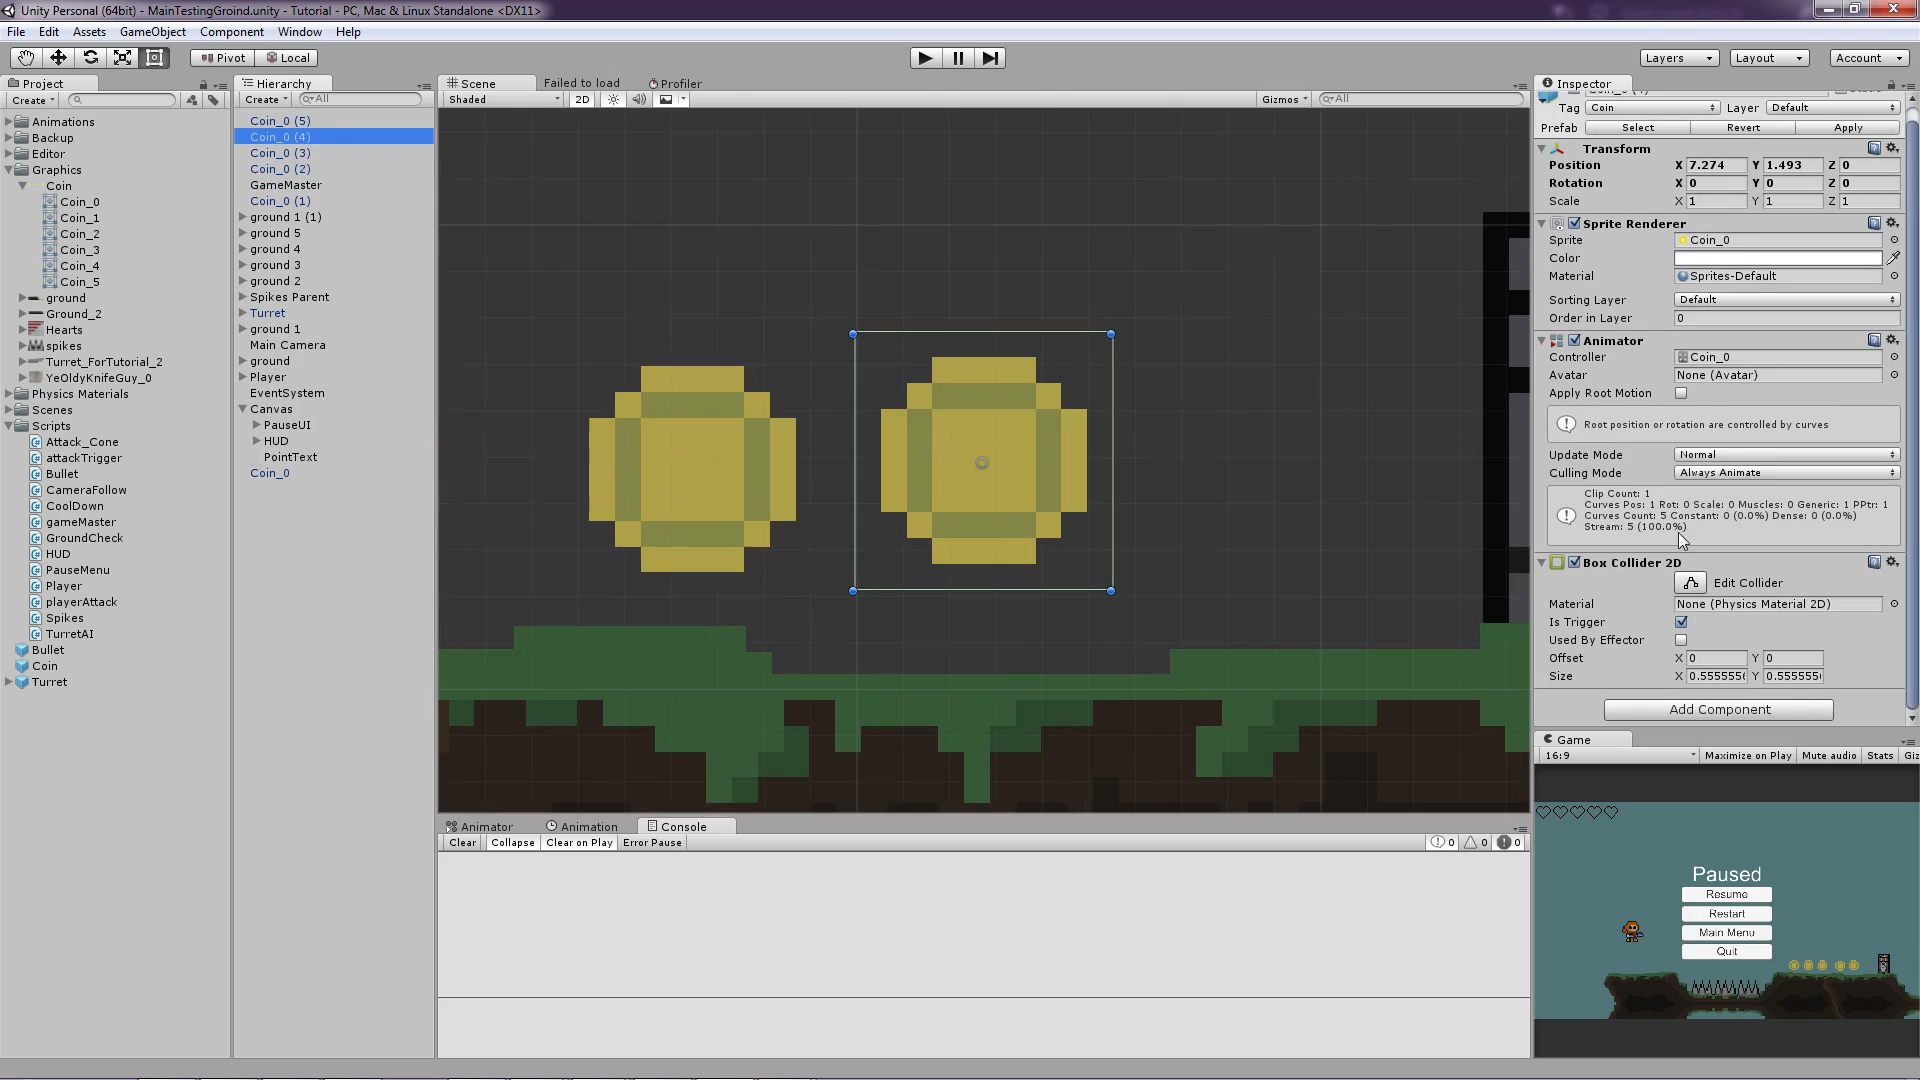 Unity Personal (64bit) - MainTestingGroind.unity - Tutorial - PC, Mac & Linux Standalone <DX11>
File Edit Assets GameObject Component Window Help
Pivot Local Layers Layout Account
Project
Create
Animations
Backup
Editor
Graphics
Coin
Coin_0
Coin_1
Coin_2
Coin_3
Coin_4
Coin_5
ground
Ground_2
Hearts
spikes
Turret_ForTutorial_2
YeOldyKnifeGuy_0
Physics Materials
Scenes
Scripts
Attack_Cone
attackTrigger
Bullet
CameraFollow
CoolDown
gameMaster
GroundCheck
HUD
PauseMenu
Player
playerAttack
Spikes
TurretAI
Bullet
Coin
Turret
Hierarchy
Create All
Coin_0 (5)
Coin_0 (4)
Coin_0 (3)
Coin_0 (2)
GameMaster
Coin_0 (1)
ground 1 (1)
ground 5
ground 4
ground 3
ground 2
Spikes Parent
Turret
ground 1
Main Camera
ground
Player
EventSystem
Canvas
PauseUI
HUD
PointText
Coin_0
Scene Failed to load Profiler
Shaded 2D Gizmos All
Animator Animation Console
Clear Collapse Clear on Play Error Pause 0 0 0
Inspector
Tag Coin Layer Default
Prefab Select Revert Apply
Transform
Position X 7.274 Y 1.493 Z 0
Rotation X 0 Y 0 Z 0
Scale X 1 Y 1 Z 1
Sprite Renderer
Sprite Coin_0
Color
Material Sprites-Default
Sorting Layer Default
Order in Layer 0
Animator
Controller Coin_0
Avatar None (Avatar)
Apply Root Motion
Root position or rotation are controlled by curves
Update Mode Normal
Culling Mode Always Animate
Clip Count: 1
Curves Pos: 1 Rot: 0 Scale: 0 Muscles: 0 Generic: 1 PPtr: 1
Curves Count: 5 Constant: 0 (0.0%) Dense: 0 (0.0%)
Stream: 5 (100.0%)
Box Collider 2D
Edit Collider
Material None (Physics Material 2D)
Is Trigger
Used By Effector
Offset X 0 Y 0
Size X 0.555555 Y 0.555555
Add Component
Game
16:9 Maximize on Play Mute audio Stats Giz
Paused
Resume
Restart
Main Menu
Quit